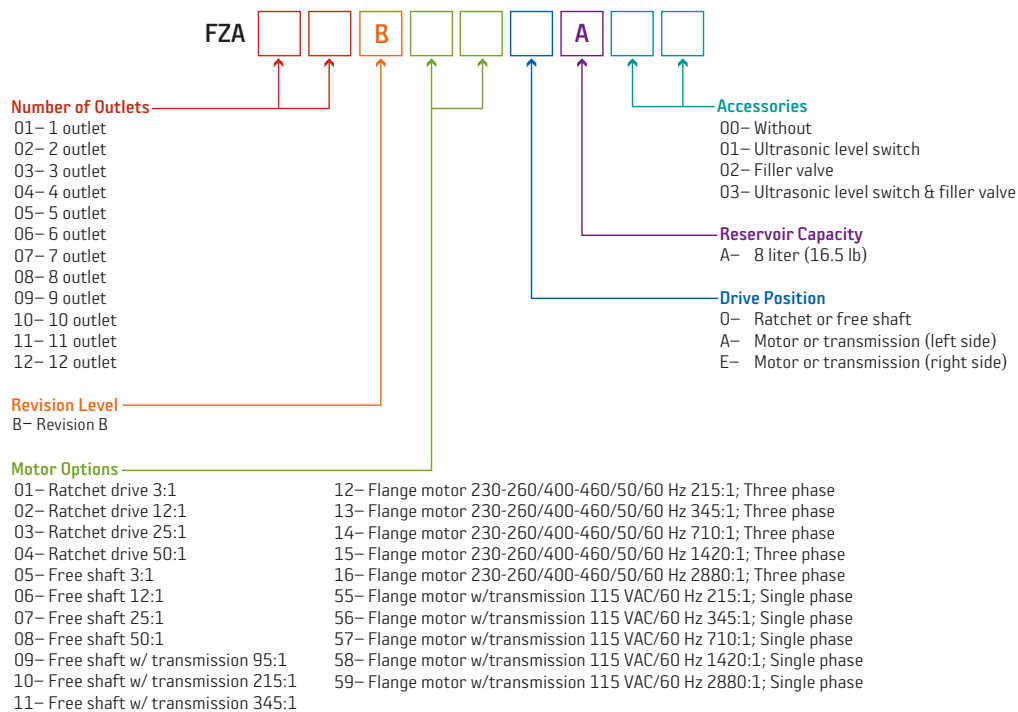 FZA B A
Number of Outlets
01– 1 outlet
02– 2 outlet
03– 3 outlet
04– 4 outlet
05– 5 outlet
06– 6 outlet
07– 7 outlet
08– 8 outlet
09– 9 outlet
10– 10 outlet
11– 11 outlet
12– 12 outlet
Revision Level
B– Revision B
Motor Options
01– Ratchet drive 3:1
02– Ratchet drive 12:1
03– Ratchet drive 25:1
04– Ratchet drive 50:1
05– Free shaft 3:1
06– Free shaft 12:1
07– Free shaft 25:1
08– Free shaft 50:1
09– Free shaft w/ transmission 95:1
10– Free shaft w/ transmission 215:1
11– Free shaft w/ transmission 345:1
12– Flange motor 230-260/400-460/50/60 Hz 215:1; Three phase
13– Flange motor 230-260/400-460/50/60 Hz 345:1; Three phase
14– Flange motor 230-260/400-460/50/60 Hz 710:1; Three phase
15– Flange motor 230-260/400-460/50/60 Hz 1420:1; Three phase
16– Flange motor 230-260/400-460/50/60 Hz 2880:1; Three phase
55– Flange motor w/transmission 115 VAC/60 Hz 215:1; Single phase
56– Flange motor w/transmission 115 VAC/60 Hz 345:1; Single phase
57– Flange motor w/transmission 115 VAC/60 Hz 710:1; Single phase
58– Flange motor w/transmission 115 VAC/60 Hz 1420:1; Single phase
59– Flange motor w/transmission 115 VAC/60 Hz 2880:1; Single phase
Accessories
00– Without
01– Ultrasonic level switch
02– Filler valve
03– Ultrasonic level switch & filler valve
Reservoir Capacity
A– 8 liter (16.5 lb)
Drive Position
0– Ratchet or free shaft
A– Motor or transmission (left side)
E– Motor or transmission (right side)